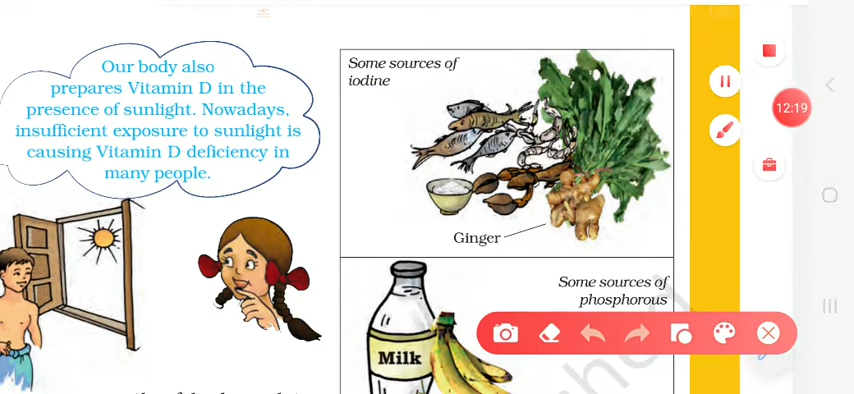 Our body also
prepares Vitamin D in the
presence of sunlight. Nowadays,
insufficient exposure to sunlight is
causing Vitamin D deficiency in
many people.
Some sources of
iodine
Ginger
Some sources of
phosphorous
Milk
12:19